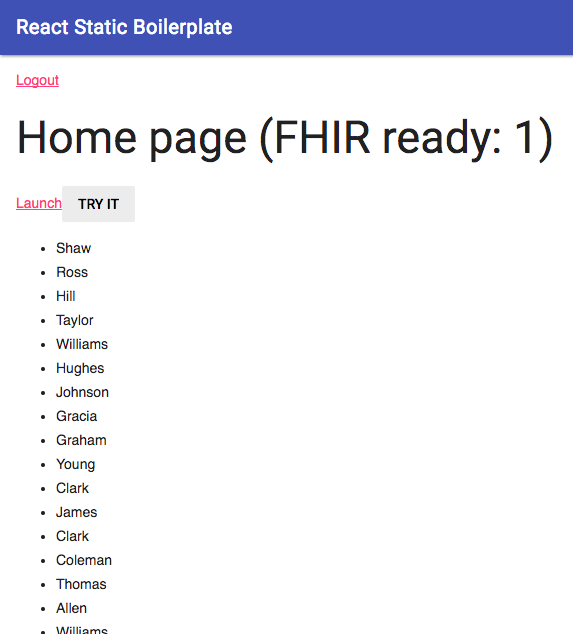 React Static Boilerplate
Logout
Home page (FHIR ready: 1)
Launch TRY IT
Shaw
Ross
Hill
Taylor
Williams
Hughes
Johnson
Gracia
Graham
Young
Clark
James
Clark
Coleman
Thomas
Allen
Williams